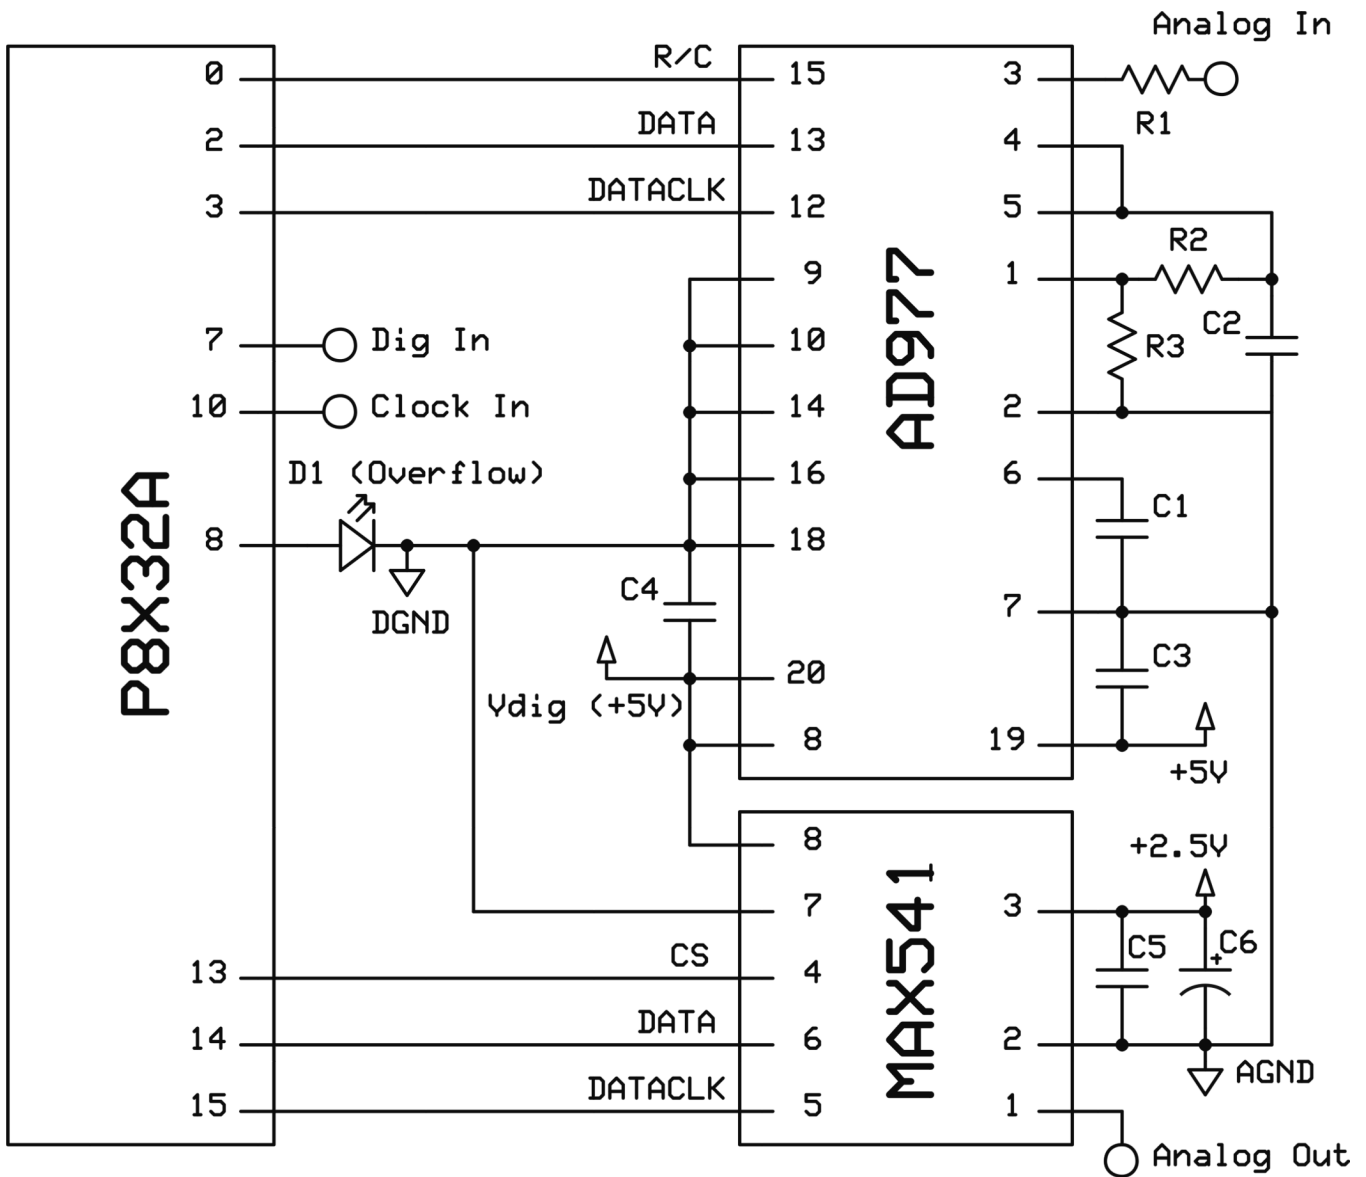 Analog In
0
R/C
15
3
R1
2
DATA
13
4
3
DATACLK
12
5
R2
9
1
C2
R3
7
Dig In
10
10
Clock In
14
2
D1 (Overflow)
16
6
C1
8
18
P8X32A
AD977
C4
7
DGND
C3
20
Vdig (+5V)
8
19
+5V
8
+2.5V
7
3
MAX541
C5
+
C6
13
CS
4
14
DATA
6
2
AGND
15
DATACLK
5
1
Analog Out